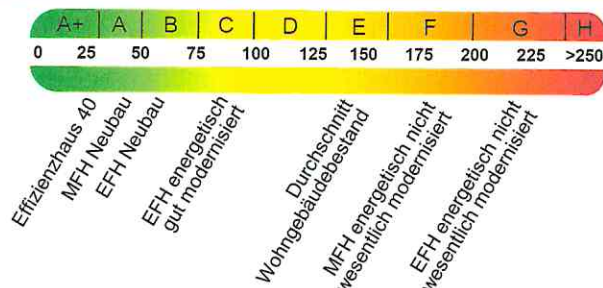 A+ A B C D E F G H
0 25 50 75 100 125 150 175 200 225 >250
Effizienzhaus 40
MFH Neubau
EFH Neubau
EFH energetisch
gut modernisiert
Durchschnitt
Wohngebäudebestand
MFH energetisch nicht
wesentlich modernisiert
EFH energetisch nicht
wesentlich modernisiert